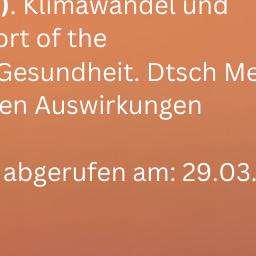 ). Klimawandel und
ort of the
Gesundheit. Dtsch Me
en Auswirkungen
abgerufen am: 29.03.